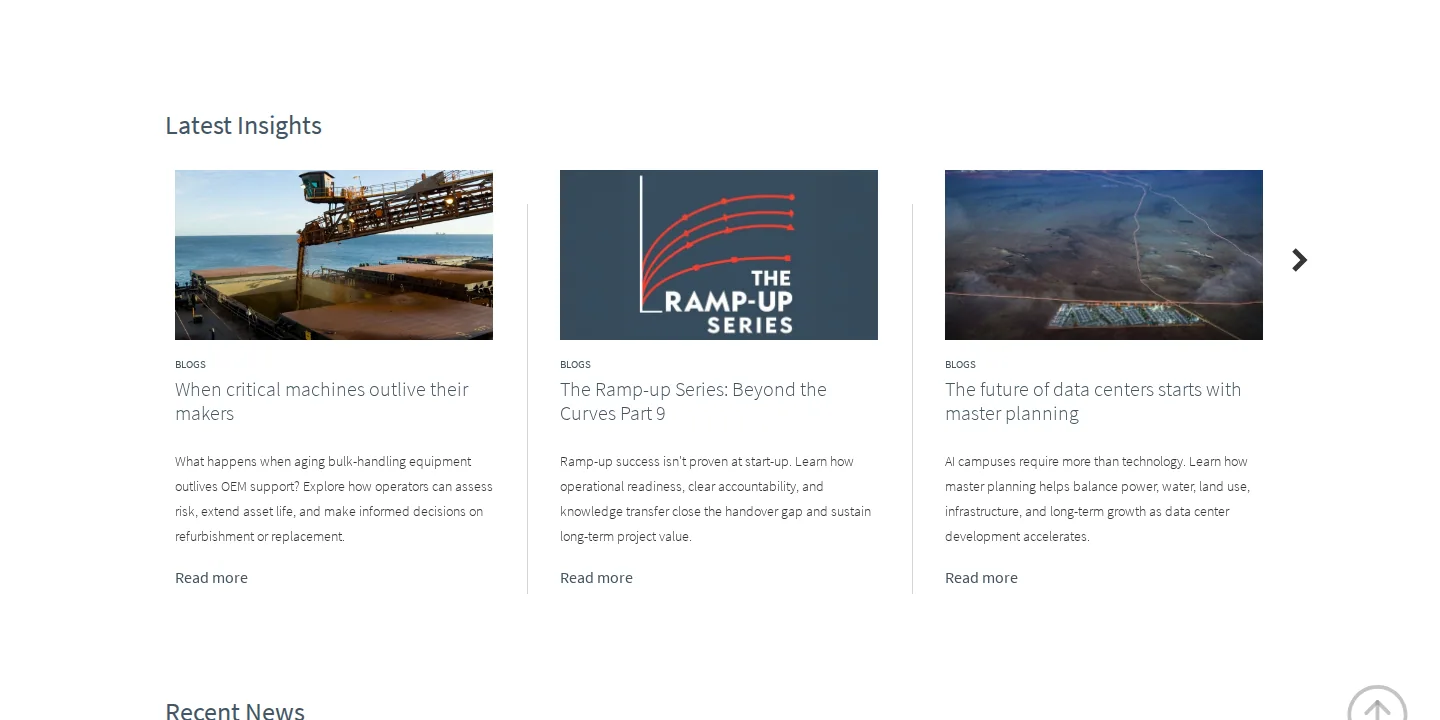 Latest Insights
THE
RAMP-UP
SERIES
BLOGS
When critical machines outlive their
makers
What happens when aging bulk-handling equipment
outlives OEM support? Explore how operators can assess
risk, extend asset life, and make informed decisions on
refurbishment or replacement.
Read more
BLOGS
The Ramp-up Series: Beyond the
Curves Part 9
Ramp-up success isn't proven at start-up. Learn how
operational readiness, clear accountability, and
knowledge transfer close the handover gap and sustain
long-term project value.
Read more
BLOGS
The future of data centers starts with
master planning
AI campuses require more than technology. Learn how
master planning helps balance power, water, land use,
infrastructure, and long-term growth as data center
development accelerates.
Read more
Recent News